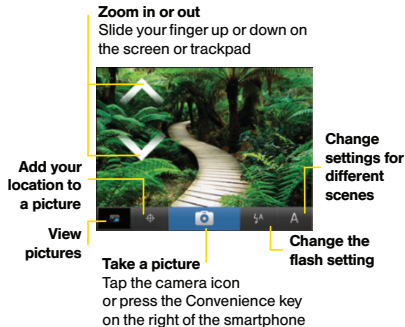 Zoom in or out
Slide your finger up or down on
the screen or trackpad
Change
settings for
different
scenes
Add your
location to
a picture
View
pictures
A
A
Change the
flash setting
Take a picture
Tap the camera icon
or press the Convenience key
on the right of the smartphone